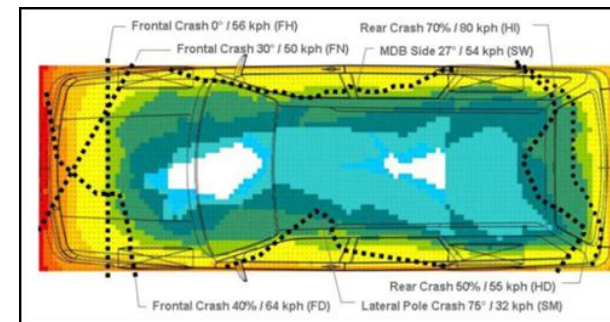 Frontal Crash 0° / 56 kph (FH)
Rear Crash 70% / 80 kph (HI)
Frontal Crash 30° / 50 kph (FN)
MDB Side 27° / 54 kph (SW)
Rear Crash 50% / 55 kph (HD)
Frontal Crash 40% / 64 kph (FD)
Lateral Pole Crash 75° / 32 kph (SM)